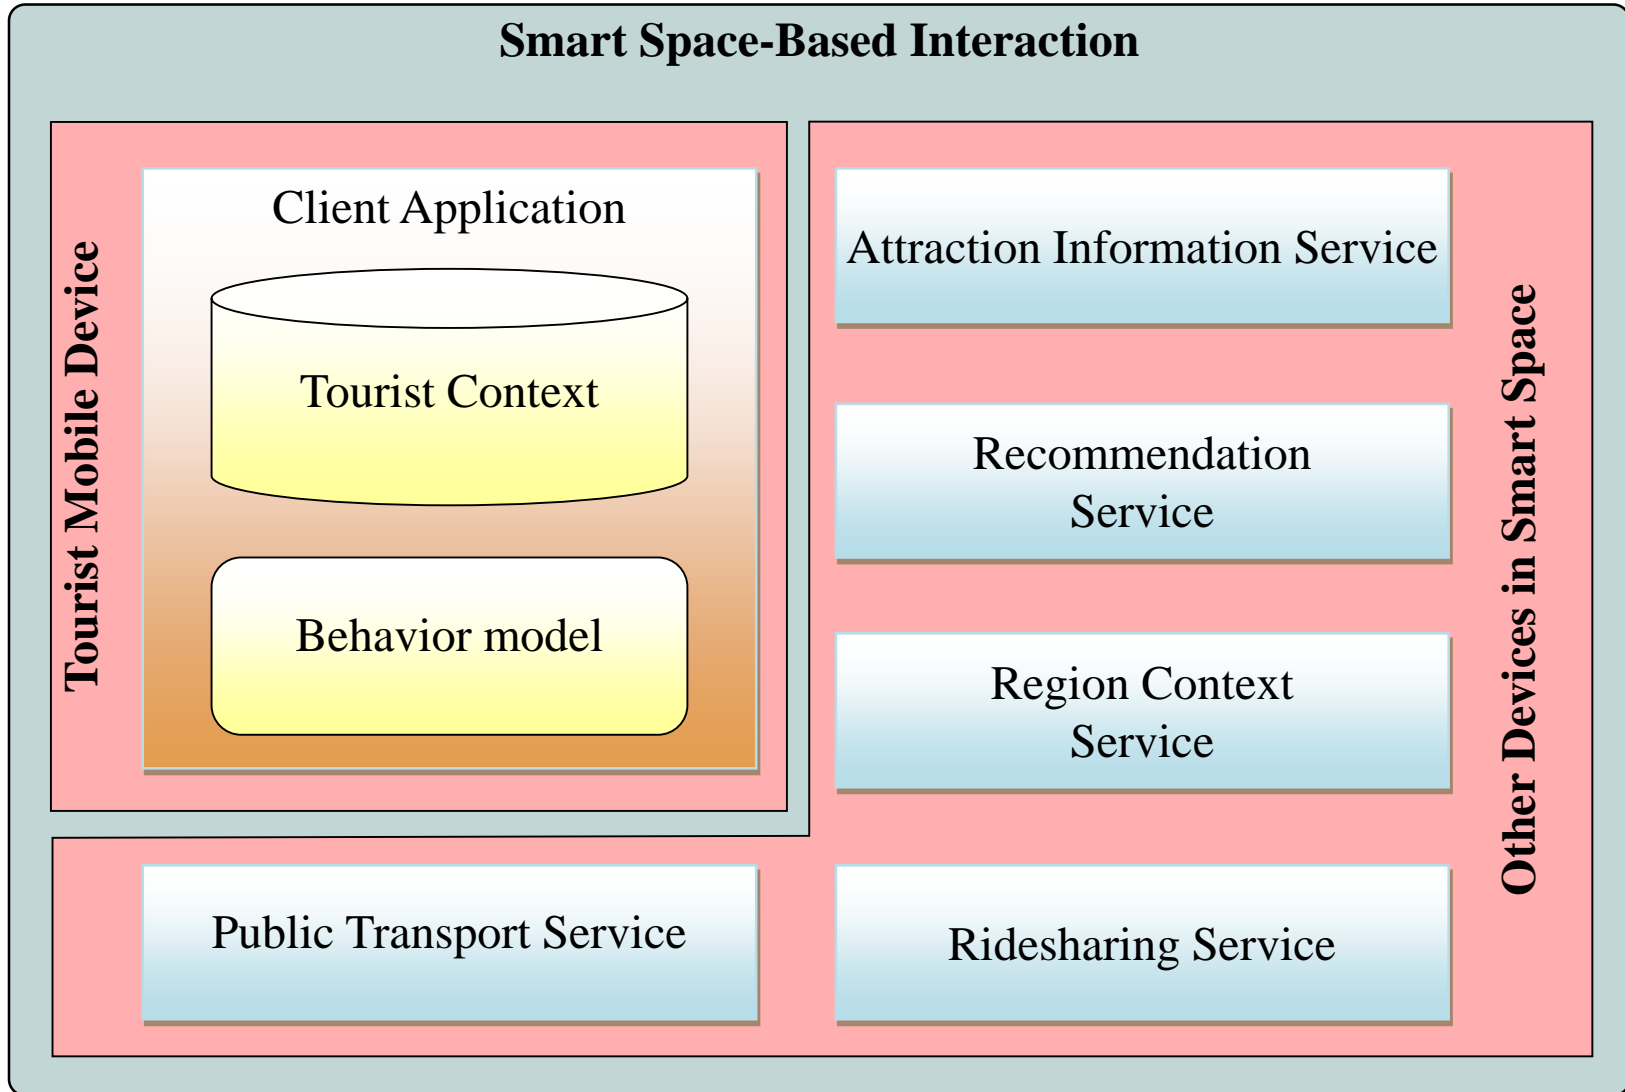 Smart Space-Based Interaction
Tourist Mobile Device
Client Application
Tourist Context
Behavior model
Attraction Information Service
Recommendation
Service
Region Context
Service
Public Transport Service
Ridesharing Service
Other Devices in Smart Space